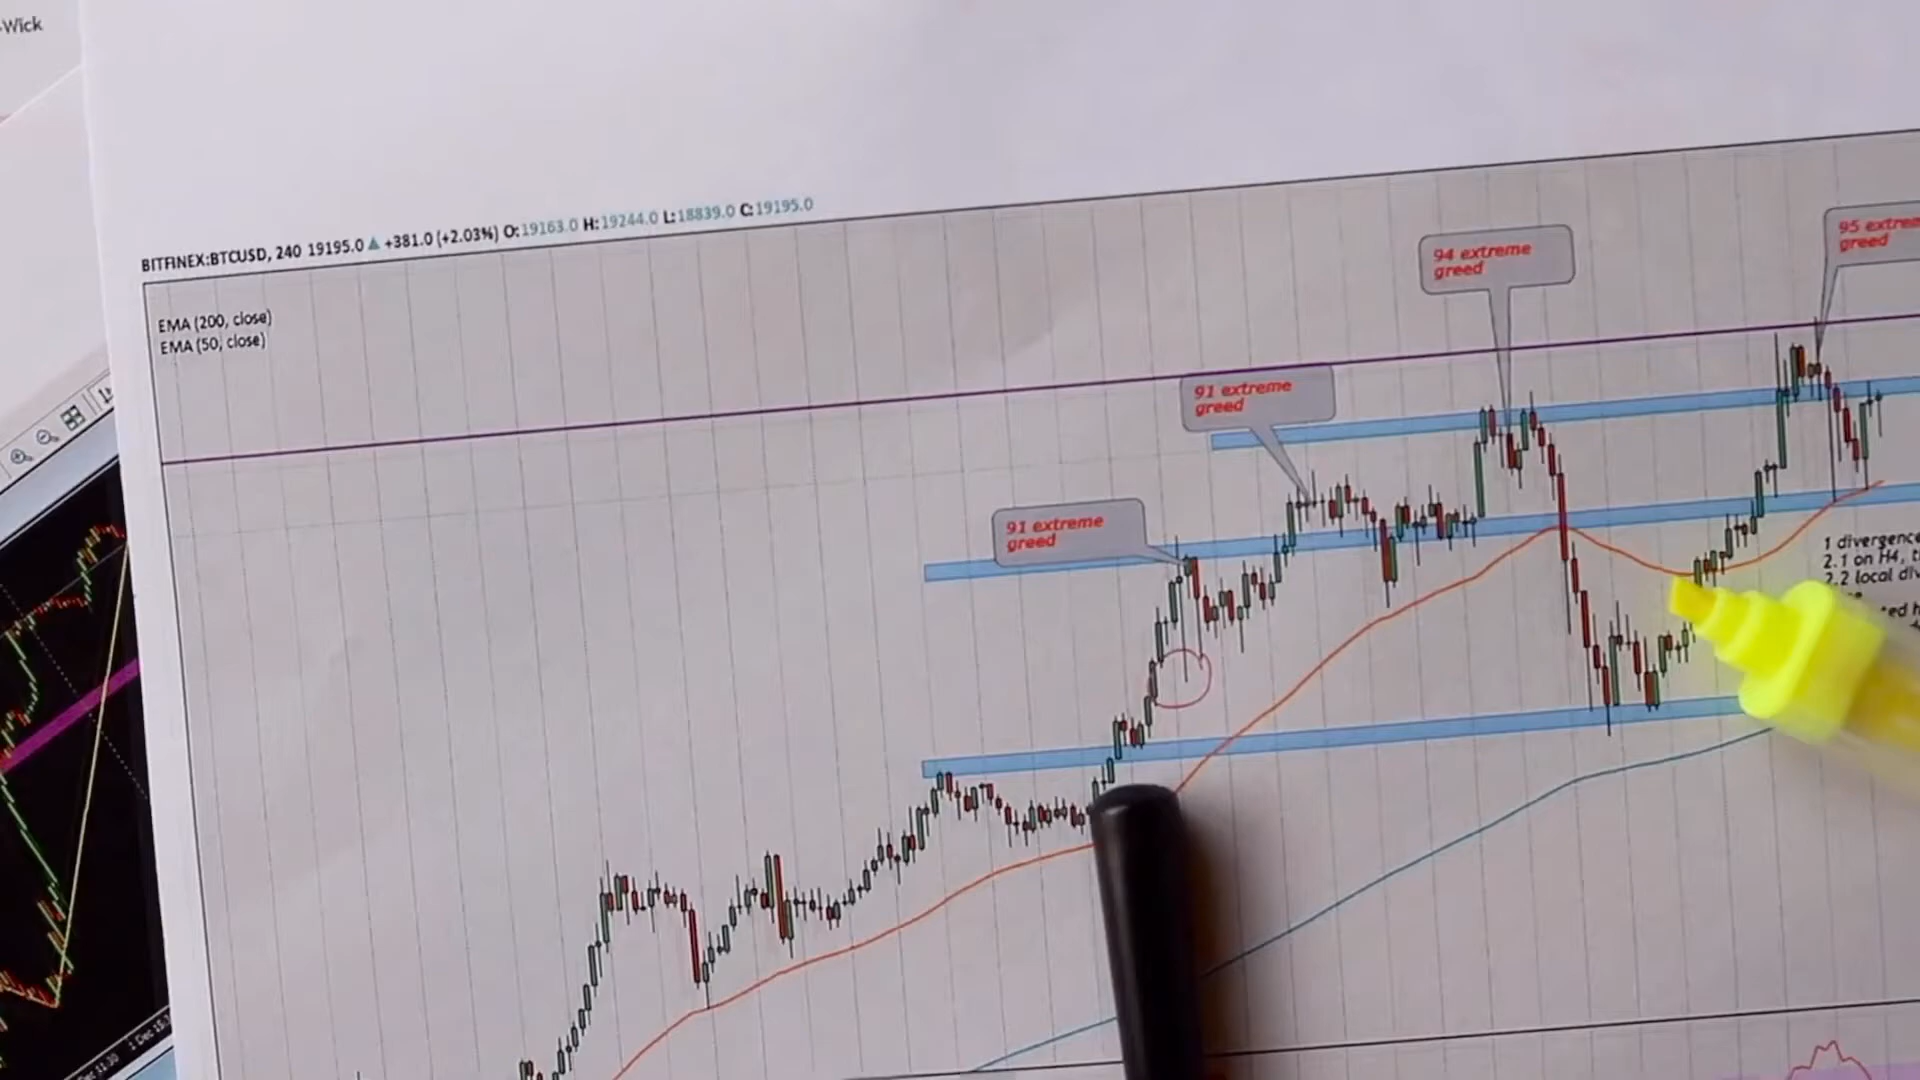 -Wick
BITFINEX:BTCUSD, 240 19195.0 ▲ +381.0 (+2.03%) O:19163.0 H:19244.0 L:18839.0 C:19195.0
EMA (200, close)
EMA (50, close)
95
greed
94 extreme
greed
91 extreme
greed
91 extreme
greed
1 divergence
2.1 on H4,
2.2 local
1 Dec